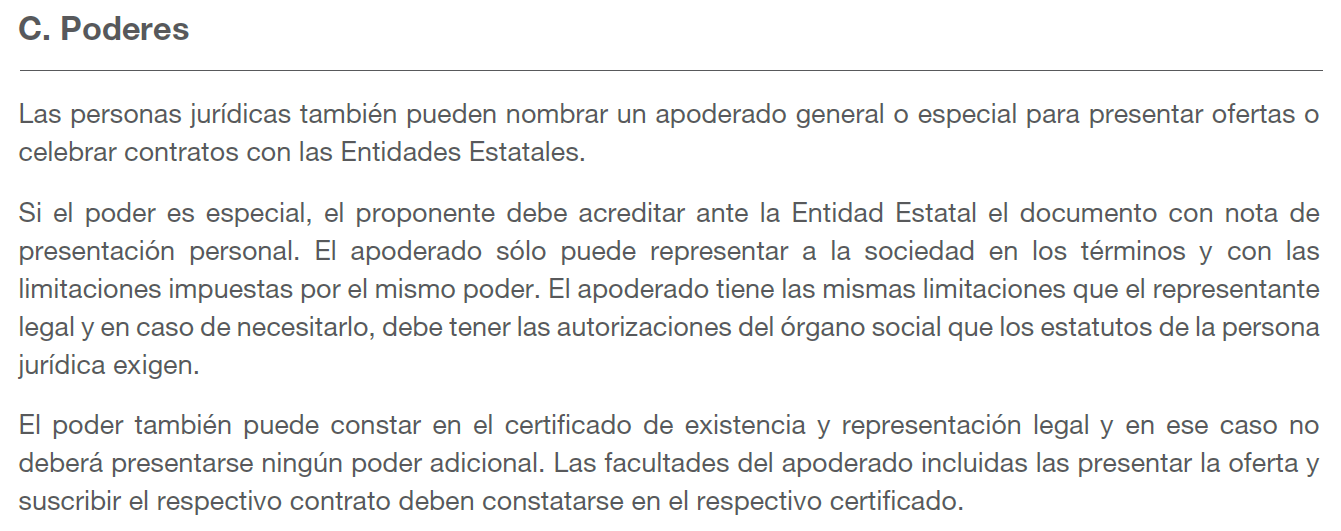 C. Poderes
Las personas jurídicas también pueden nombrar un apoderado general o especial para presentar ofertas o
celebrar contratos con las Entidades Estatales.
Si el poder es especial, el proponente debe acreditar ante la Entidad Estatal el documento con nota de
presentación personal. El apoderado sólo puede representar a la sociedad en los términos y con las
limitaciones impuestas por el mismo poder. El apoderado tiene las mismas limitaciones que el representante
legal y en caso de necesitarlo, debe tener las autorizaciones del órgano social que los estatutos de la persona
jurídica exigen.
El poder también puede constar en el certificado de existencia y representación legal y en ese caso no
deberá presentarse ningún poder adicional. Las facultades del apoderado incluidas las presentar la oferta y
suscribir el respectivo contrato deben constatarse en el respectivo certificado.